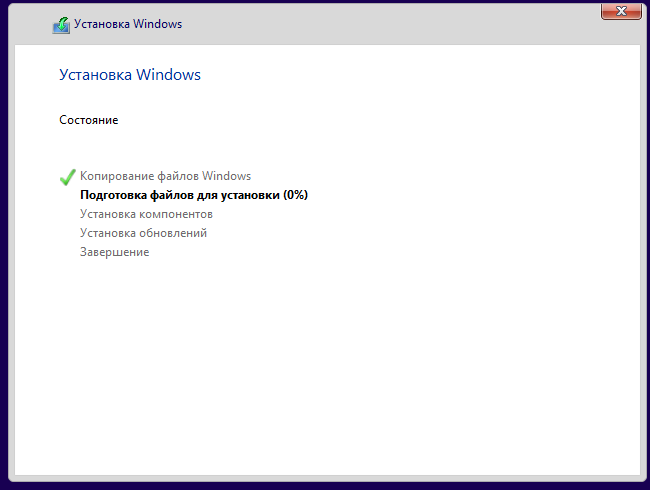 Установка Windows
Установка Windows
Состояние
Копирование файлов Windows
Подготовка файлов для установки (0%)
Установка компонентов
Установка обновлений
Завершение